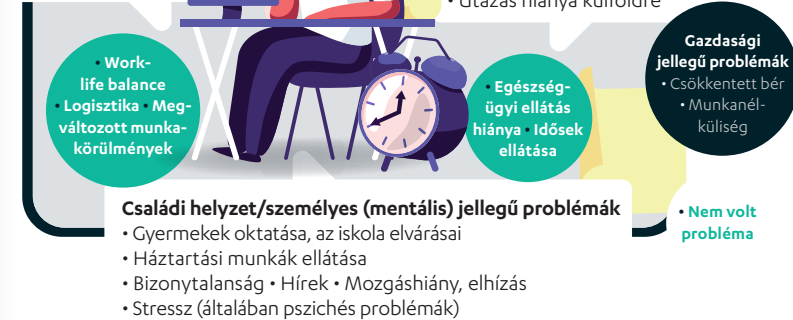 • Utazás hiánya külföldre
Gazdasági
jellegű problémák
• Csökkentett bér
• Munkanél-
küliség
• Work-
life balance
• Logisztika • Meg-
változott munka-
körülmények
• Egészség-
ügyi ellátás
hiánya • Idősek
ellátása
• Nem volt
probléma
Családi helyzet/személyes (mentális) jellegű problémák
• Gyermekek oktatása, az iskola elvárásai
• Háztartási munkák ellátása
• Bizonytalanság • Hírek • Mozgáshiány, elhízás
• Stressz (általában pszichés problémák)